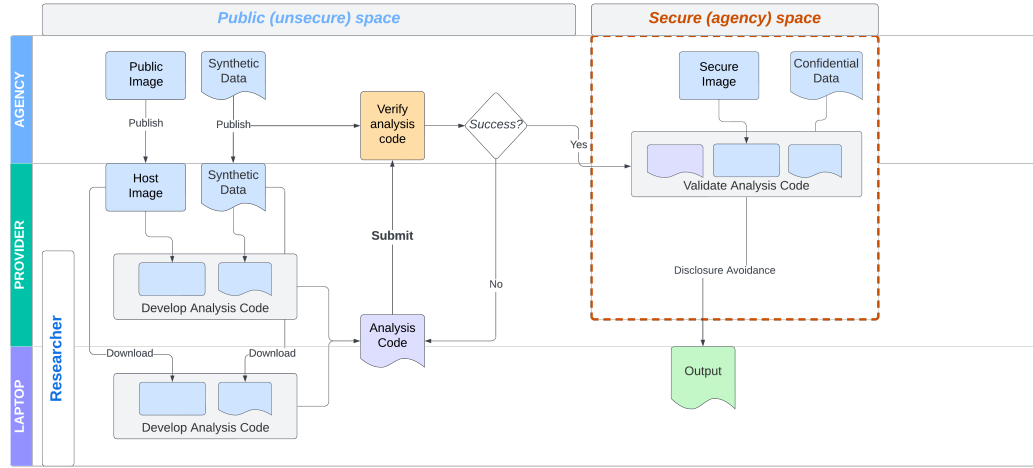 Public (unsecure) space
Secure (agency) space
AGENCY
Public
Image
Synthetic
Data
Verify
analysis
code
Success?
Secure
Image
Confidential
Data
Publish
Publish
Yes
Validate Analysis Code
PROVIDER
Host
Image
Synthetic
Data
Submit
Disclosure Avoidance
No
Develop Analysis Code
Researcher
Analysis
Code
LAPTOP
Download
Download
Output
Develop Analysis Code